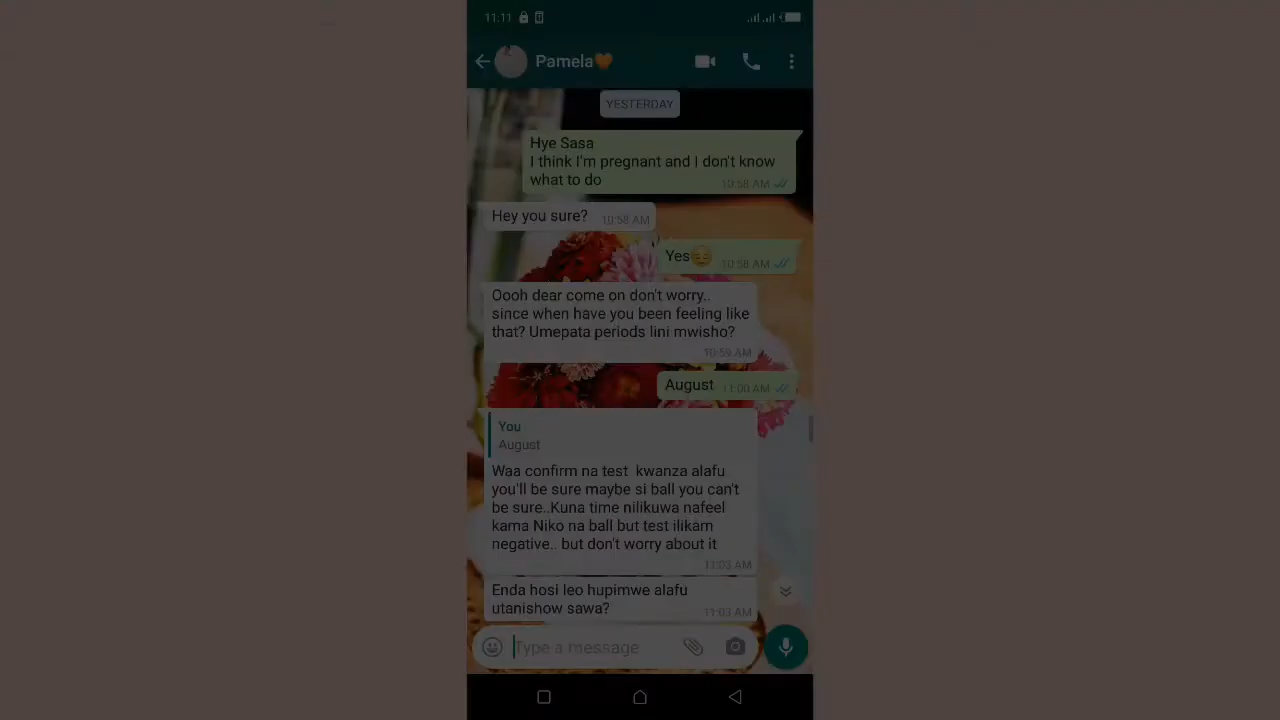 11:11
Pamela🧡
YESTERDAY
Hye Sasa
I think I'm pregnant and I don't know
what to do
10:58 AM
Hey you sure? 10:58 AM
Yes😌 10:58 AM
Oooh dear come on don't worry..
since when have you been feeling like
that? Umepata periods lini mwisho?
10:59 AM
August 11:00 AM
You
August
Waa confirm na test kwanza alafu
you'll be sure maybe si ball you can't
be sure..Kuna time nilikuwa nafeel
kama Niko na ball but test ilikam
negative.. but don't worry about it
11:03 AM
Enda hosi leo hupimwe alafu
utanishow sawa?
11:03 AM
Type a message